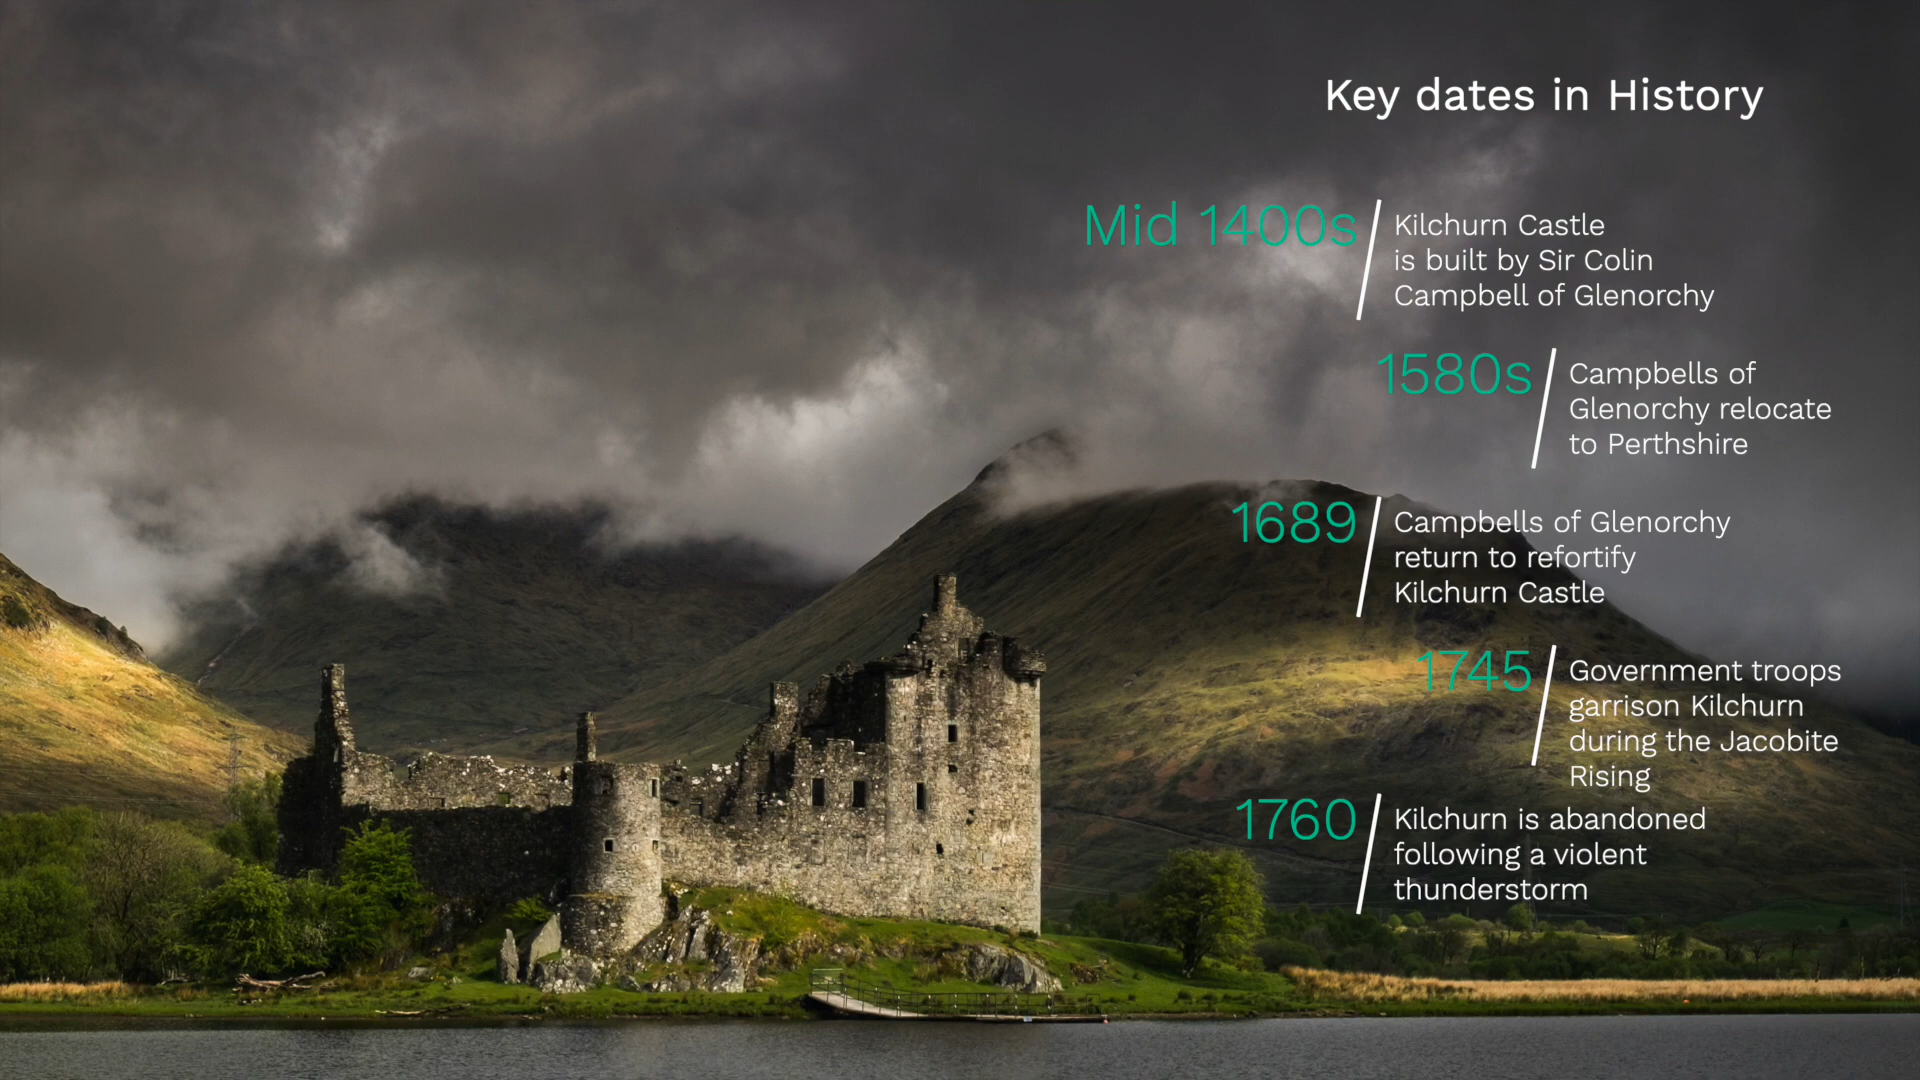 Key dates in History
Mid 1400s
Kilchurn Castle
is built by Sir Colin
Campbell of Glenorchy
1580s
Campbells of
Glenorchy relocate
to Perthshire
1689
Campbells of Glenorchy
return to refortify
Kilchurn Castle
1745
Government troops
garrison Kilchurn
during the Jacobite
Rising
1760
Kilchurn is abandoned
following a violent
thunderstorm